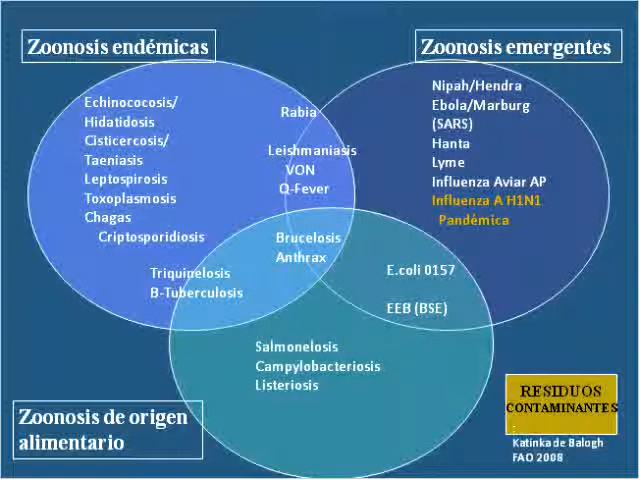 Zoonosis endémicas
Zoonosis emergentes
Echinococosis/
Hidatidosis
Cisticercosis/
Taeniasis
Leptospirosis
Toxoplasmosis
Chagas
Criptosporidiosis
Rabia
Leishmaniasis
VON
Q-Fever
Nipah/Hendra
Ebola/Marburg
(SARS)
Hanta
Lyme
Influenza Aviar AP
Influenza A H1N1
Pandémica
Brucelosis
Anthrax
Triquinelosis
B-Tuberculosis
E.coli 0157
EEB (BSE)
Salmonelosis
Campylobacteriosis
Listeriosis
Zoonosis de origen
alimentario
RESIDUOS
CONTAMINANTES
:
Katinka de Balogh
FAO 2008